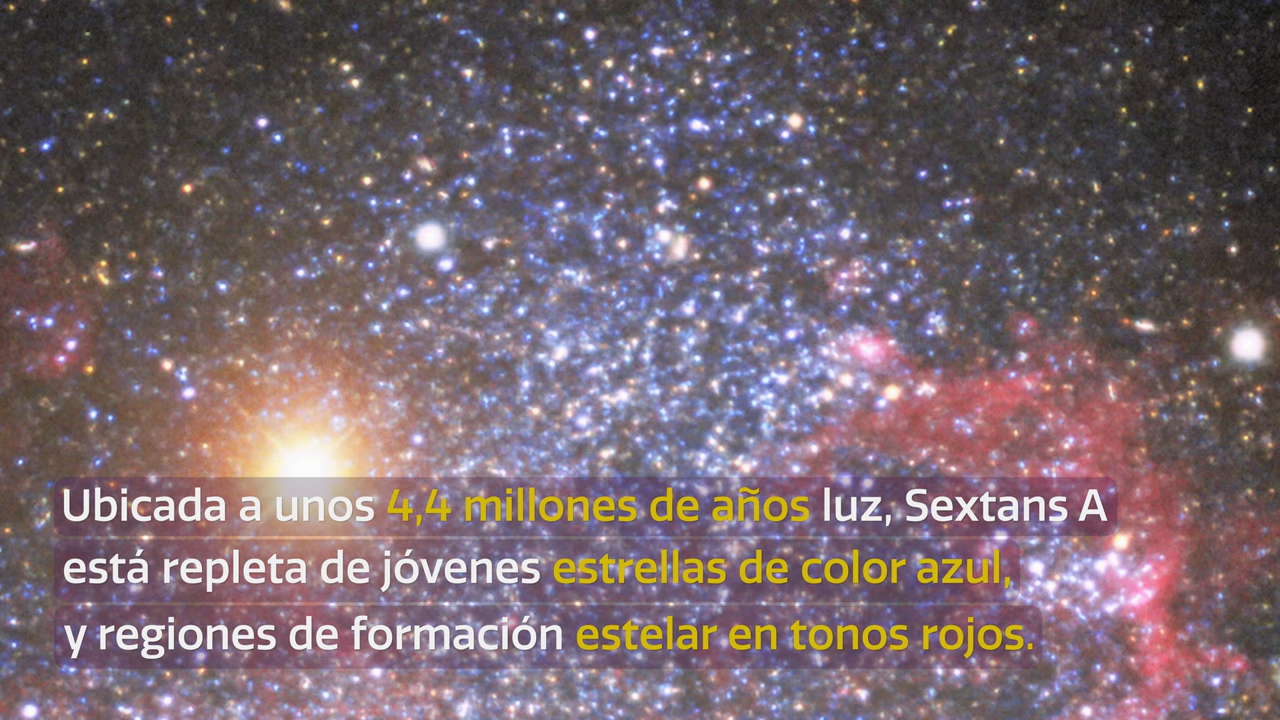 Ubicada a unos 4,4 millones de años luz, Sextans A
está repleta de jóvenes estrellas de color azul,
y regiones de formación estelar en tonos rojos.